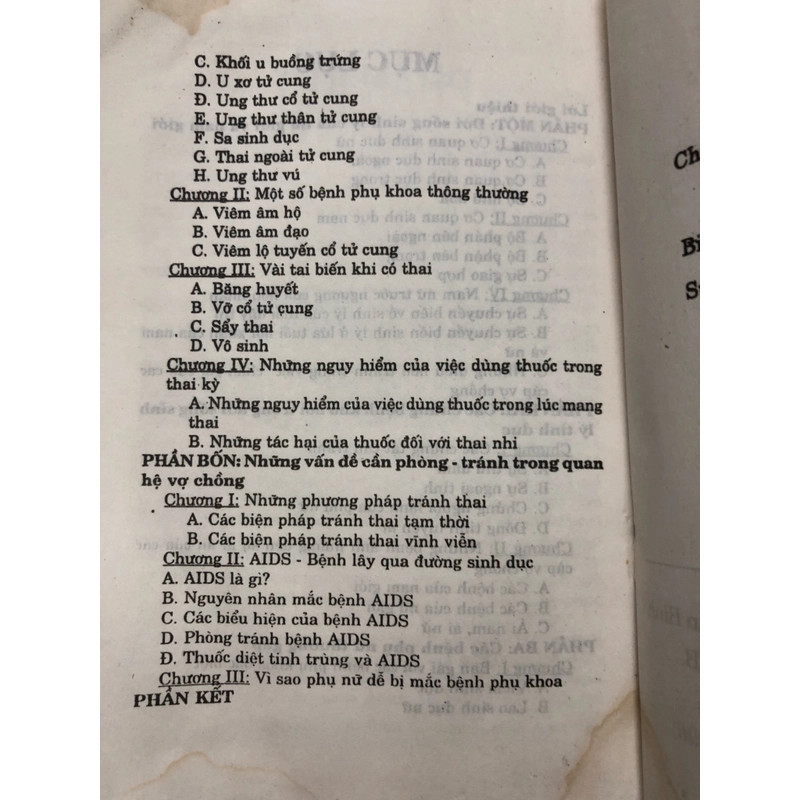 C. Khối u buồng trứng
D. U xơ tử cung
Đ. Ung thư cổ tử cung
E. Ung thư thân tử cung
F. Sa sinh dục
G. Thai ngoài tử cung
H. Ung thư vú
Chương II: Một số bệnh phụ khoa thông thường
A. Viêm âm hộ
B. Viêm âm đạo
C. Viêm lộ tuyến cổ tử cung
Chương III: Vài tai biến khi có thai
A. Băng huyết
B. Vỡ cổ tử cung
C. Sẩy thai
D. Vô sinh
Chương IV: Những nguy hiểm của việc dùng thuốc trong
thai kỳ
A. Những nguy hiểm của việc dùng thuốc trong lúc mang
thai
B. Những tác hại của thuốc đối với thai nhi
PHẦN BỐN: Những vấn đề cần phòng - tránh trong quan
hệ vợ chồng
Chương I: Những phương pháp tránh thai
A. Các biện pháp tránh thai tạm thời
B. Các biện pháp tránh thai vĩnh viễn
Chương II: AIDS - Bệnh lây qua đường sinh dục
A. AIDS là gì?
B. Nguyên nhân mắc bệnh AIDS
C. Các biểu hiện của bệnh AIDS
D. Phòng tránh bệnh AIDS
Đ. Thuốc diệt tinh trùng và AIDS
Chương III: Vì sao phụ nữ dễ bị mắc bệnh phụ khoa
PHẦN KẾT
Ch